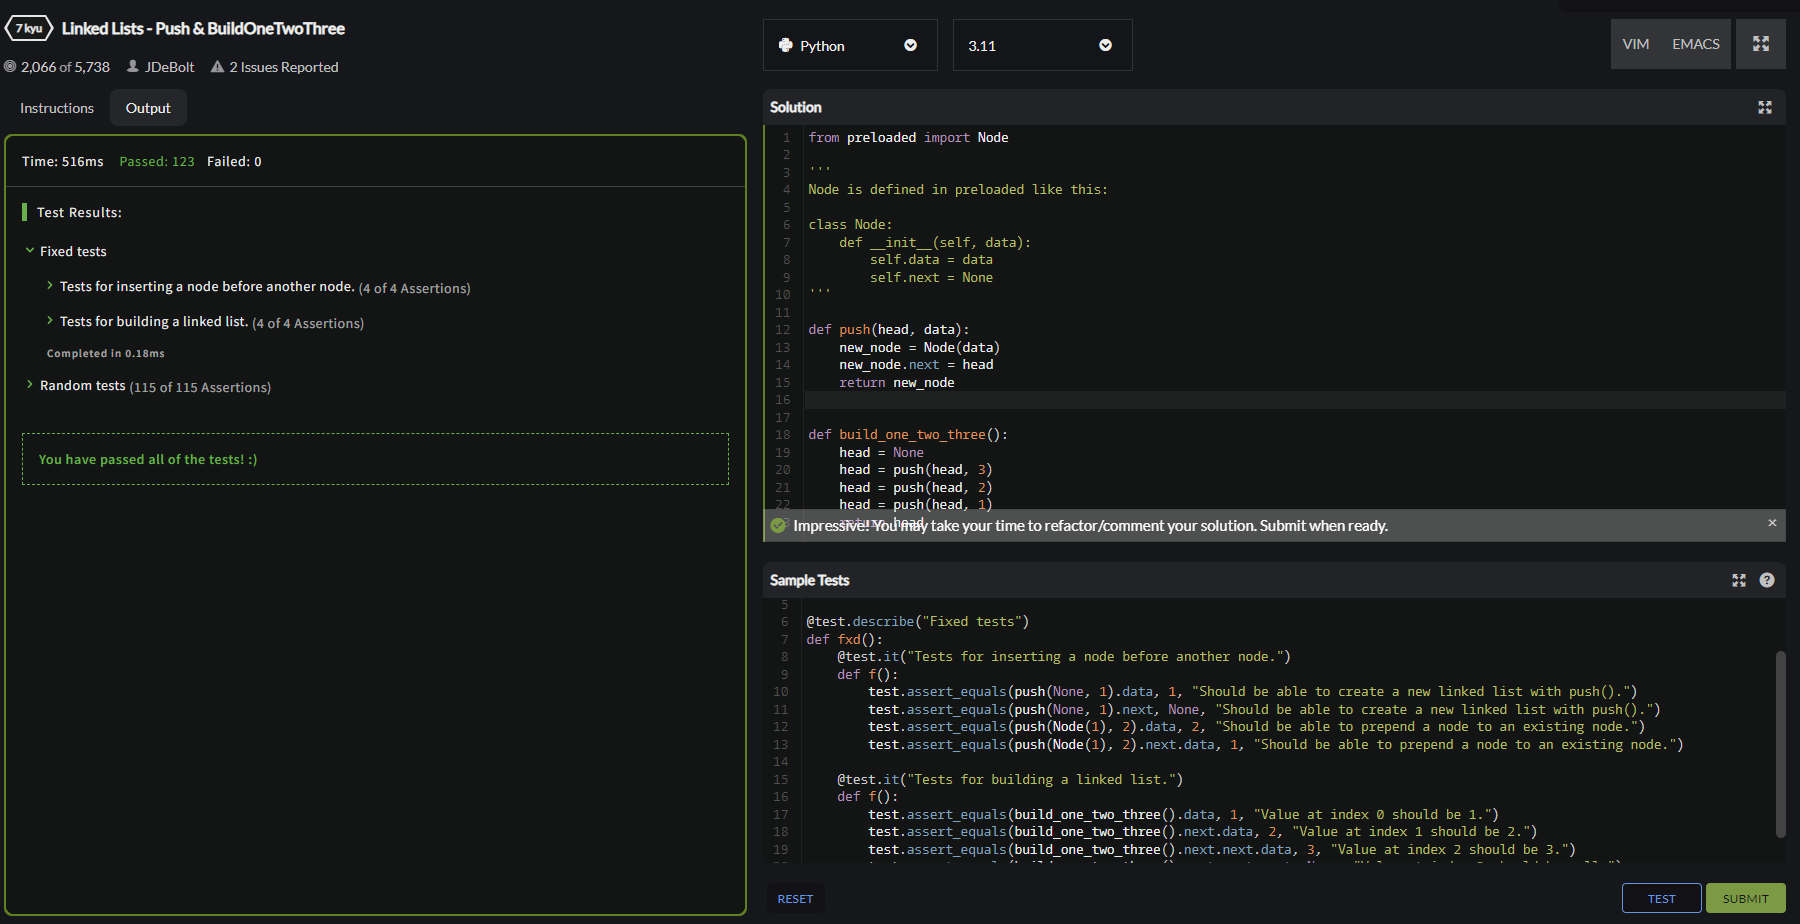 7 kyu Linked Lists - Push & BuildOneTwoThree
2,066 of 5,738 JDeBolt 2 Issues Reported
Instructions Output
Time: 516ms Passed: 123 Failed: 0
Test Results:
Fixed tests
Tests for inserting a node before another node. (4 of 4 Assertions)
Tests for building a linked list. (4 of 4 Assertions)
Completed in 0.18ms
Random tests (115 of 115 Assertions)
You have passed all of the tests! :)
Python 3.11 VIM EMACS
Solution
1 from preloaded import Node
2
3 '''
4 Node is defined in preloaded like this:
5
6 class Node:
7     def __init__(self, data):
8         self.data = data
9         self.next = None
10 '''
11
12 def push(head, data):
13     new_node = Node(data)
14     new_node.next = head
15     return new_node
16
17
18 def build_one_two_three():
19     head = None
20     head = push(head, 3)
21     head = push(head, 2)
22     head = push(head, 1)
return head
Impressive! You may take your time to refactor/comment your solution. Submit when ready. ×
Sample Tests ?
5
6 @test.describe("Fixed tests")
7 def fxd():
8     @test.it("Tests for inserting a node before another node.")
9     def f():
10         test.assert_equals(push(None, 1).data, 1, "Should be able to create a new linked list with push().")
11         test.assert_equals(push(None, 1).next, None, "Should be able to create a new linked list with push().")
12         test.assert_equals(push(Node(1), 2).data, 2, "Should be able to prepend a node to an existing node.")
13         test.assert_equals(push(Node(1), 2).next.data, 1, "Should be able to prepend a node to an existing node.")
14
15     @test.it("Tests for building a linked list.")
16     def f():
17         test.assert_equals(build_one_two_three().data, 1, "Value at index 0 should be 1.")
18         test.assert_equals(build_one_two_three().next.data, 2, "Value at index 1 should be 2.")
19         test.assert_equals(build_one_two_three().next.next.data, 3, "Value at index 2 should be 3.")
RESET TEST SUBMIT